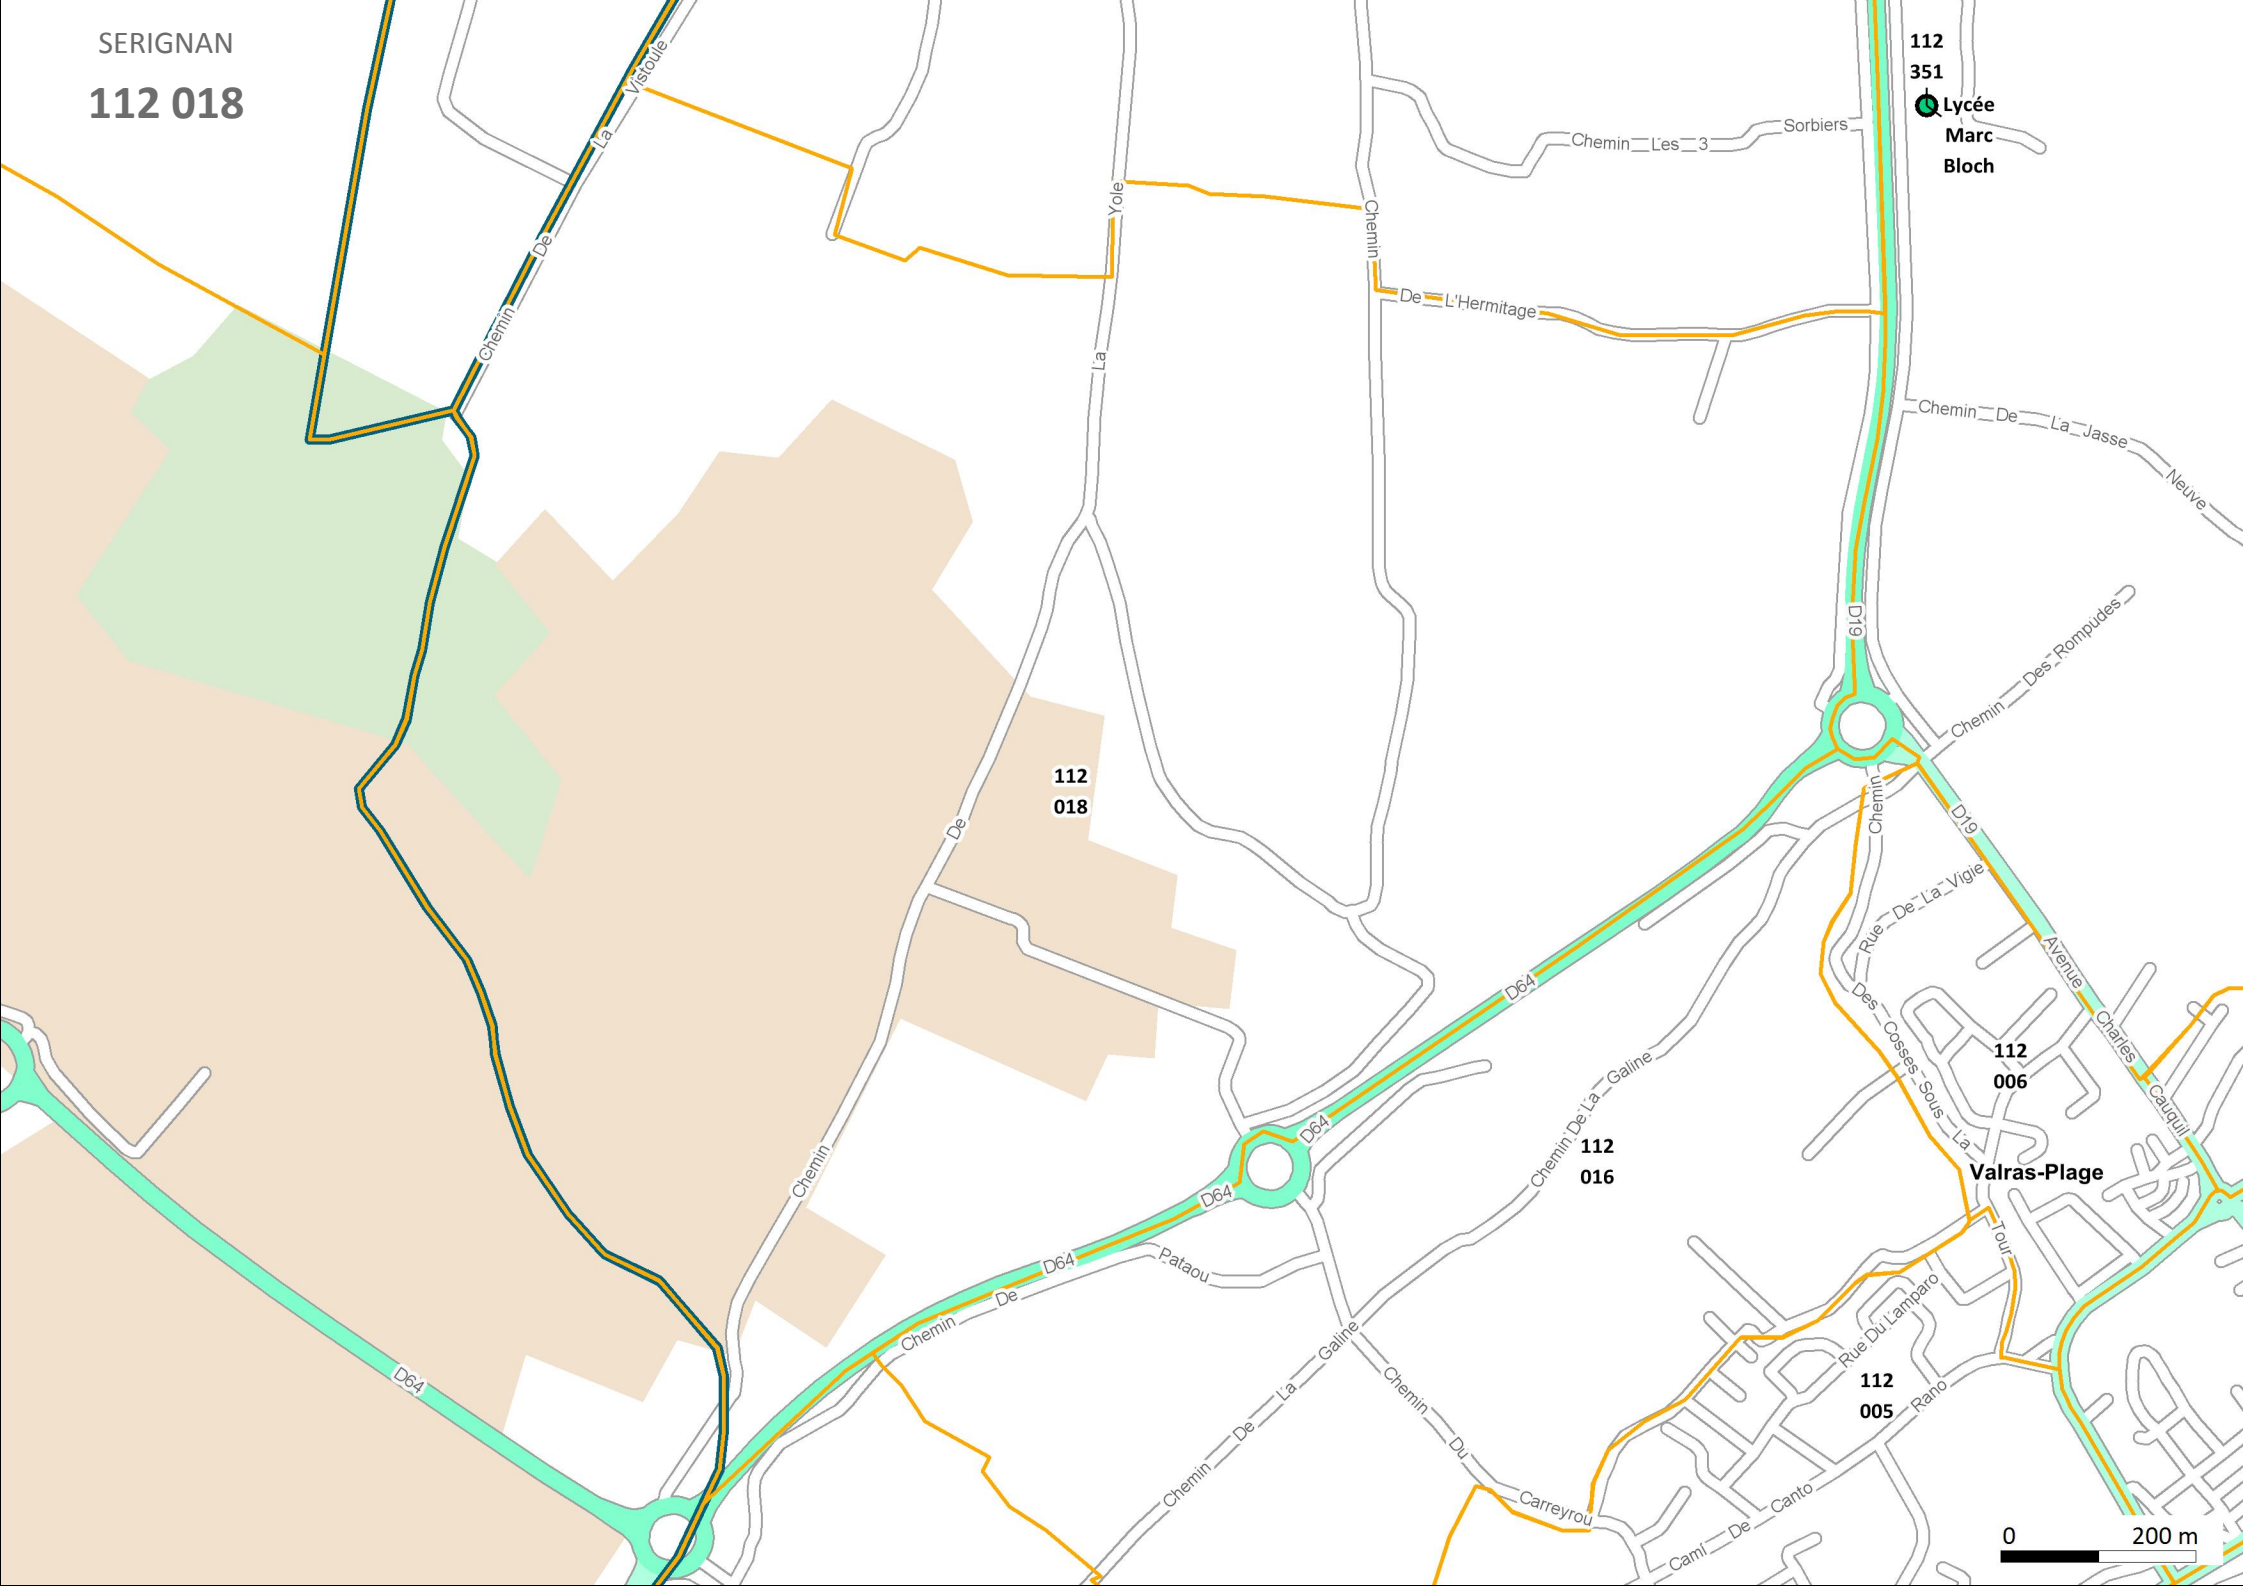 SERIGNAN
112 018
112
351
Lycée
Marc
Bloch
Chemin De La Vistoule
Chemin Les 3 Sorbiers
Chemin De La Yole
Chemin De L'Hermitage
Chemin De La Jasse Neuve
D19
Chemin Des Rompudes
112
018
D19
Chemin Des Cosses Sous La Tour
Rue De La Vigie
Avenue Charles Cauquil
D64
D64
D64
D64
D64
112
006
112
016
Valras-Plage
Chemin De La Galine
Chemin De Pataou
Chemin De La Galine
Chemin Du Carreyrou
Rue Du Lamparo
112
005
Camí De Canto Rano
0 200 m